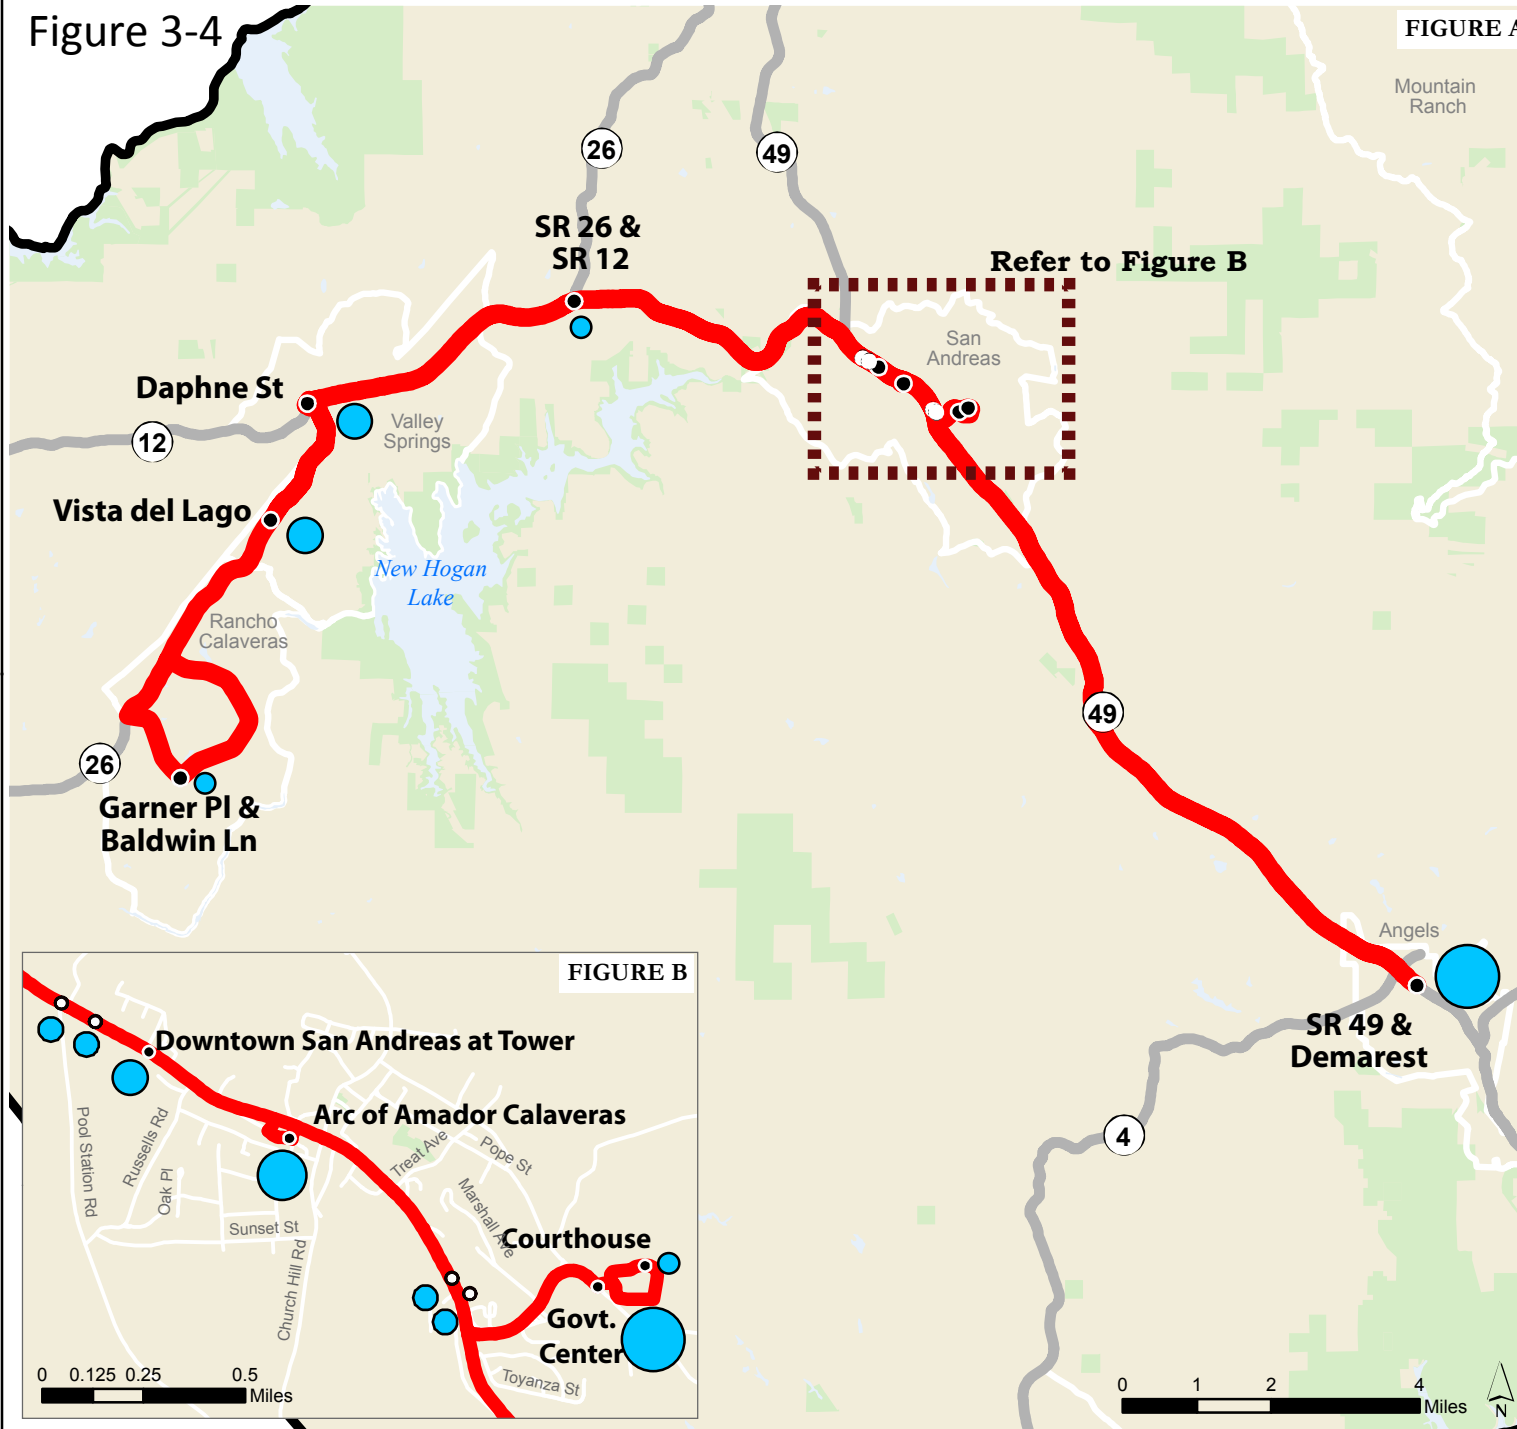 Figure 3-4
FIGURE A
Mountain
Ranch
26
49
SR 26 &
SR 12
Refer to Figure B
San
Andreas
Daphne St
Valley
Springs
12
Vista del Lago
New Hogan
Lake
Rancho
Calaveras
49
26
Garner Pl &
Baldwin Ln
Angels
SR 49 &
Demarest
4
0 1 2 4
Miles
N
FIGURE B
Downtown San Andreas at Tower
Arc of Amador Calaveras
Pool Station Rd
Russells Rd
Oak Pl
Treat Ave
Pope St
Marshall Ave
Sunset St
Church Hill Rd
Courthouse
Govt.
Center
Toyanza St
0 0.125 0.25 0.5
Miles